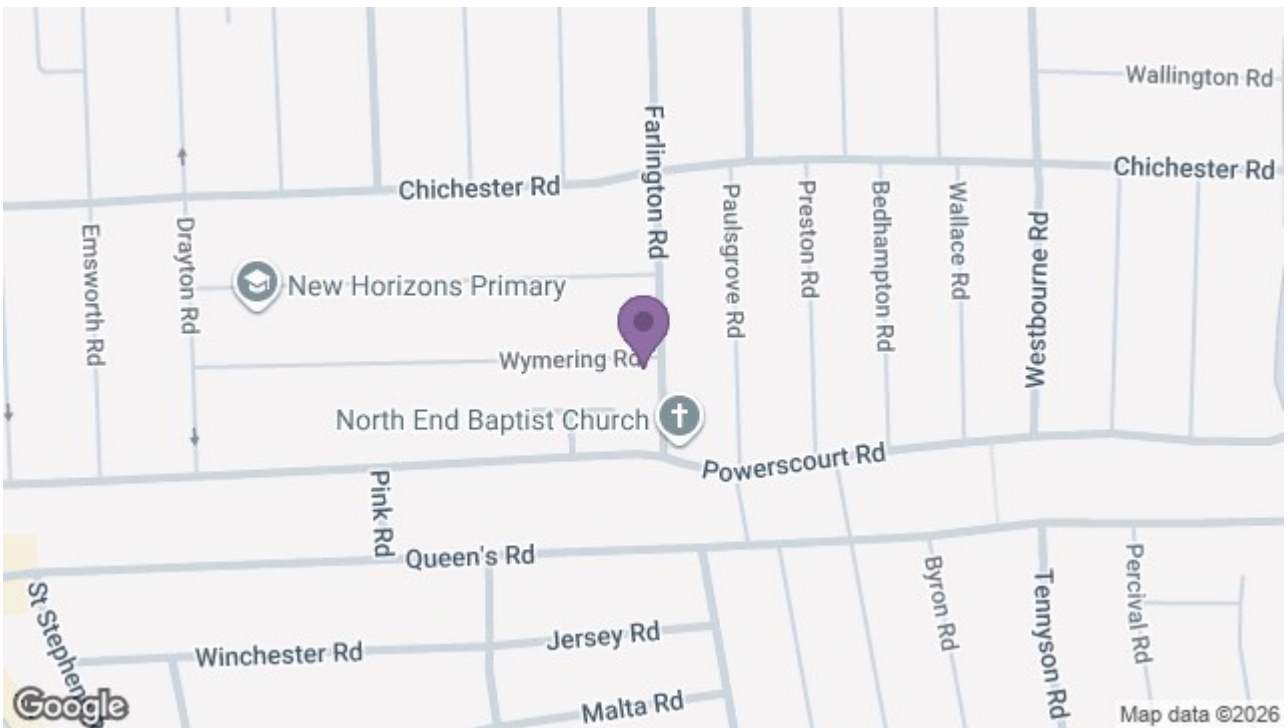 Wallington Rd
Farlington Rd
Chichester Rd
Chichester Rd
Emsworth Rd
Drayton Rd
Paulsgrove Rd
Preston Rd
Bedhampton Rd
Wallace Rd
Westbourne Rd
New Horizons Primary
Wymering Rd
North End Baptist Church
Powerscourt Rd
Pink Rd
Queen's Rd
Byron Rd
Tennyson Rd
Percival Rd
St Stephen
Winchester Rd
Jersey Rd
Malta Rd
Google
Map data ©2026